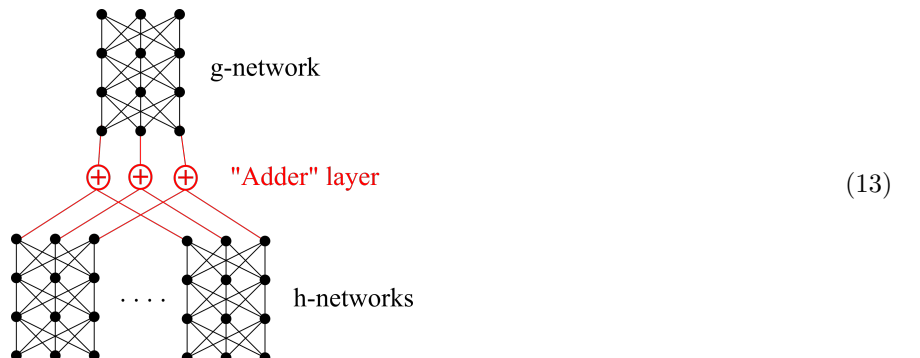 g-network
+ + +
"Adder" layer
(13)
. . . .
h-networks